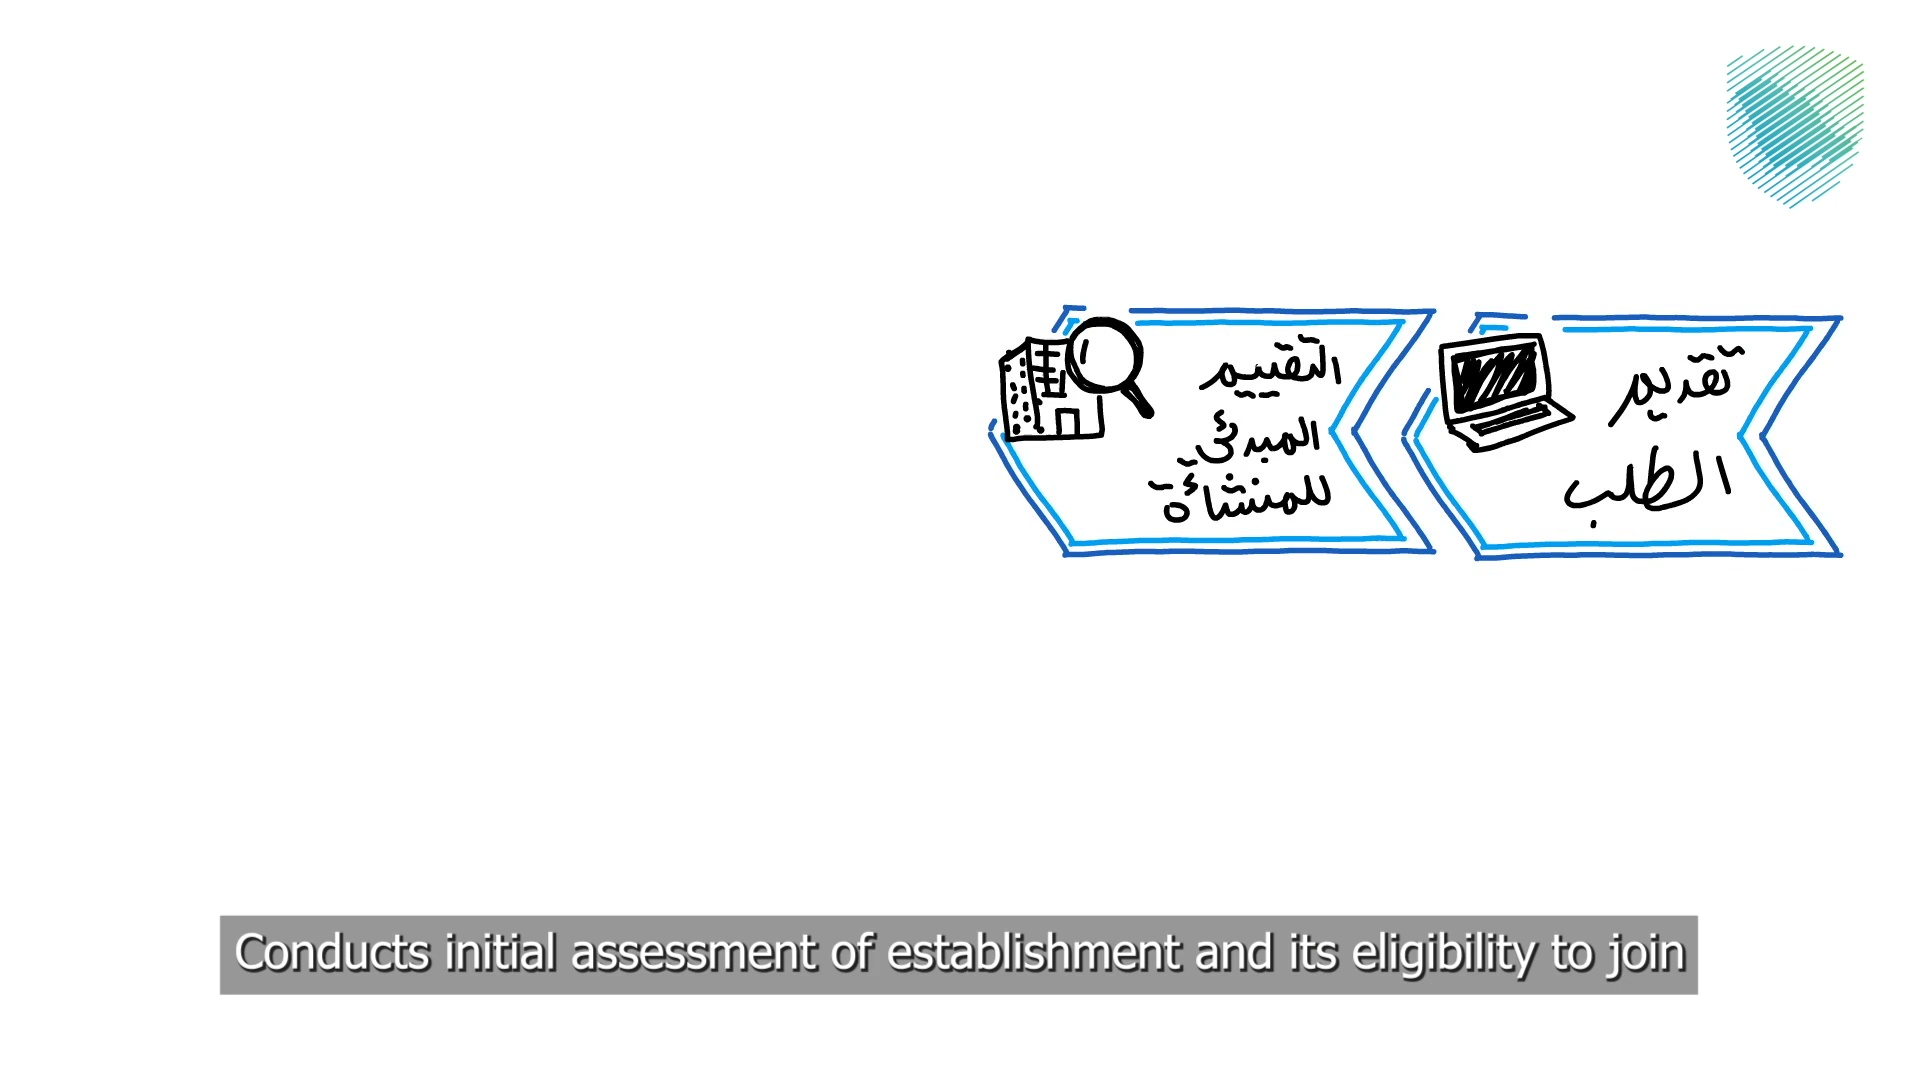 تقديم
الطلب
التقييم
المبدئي
للمنشأة
Conducts initial assessment of establishment and its eligibility to join